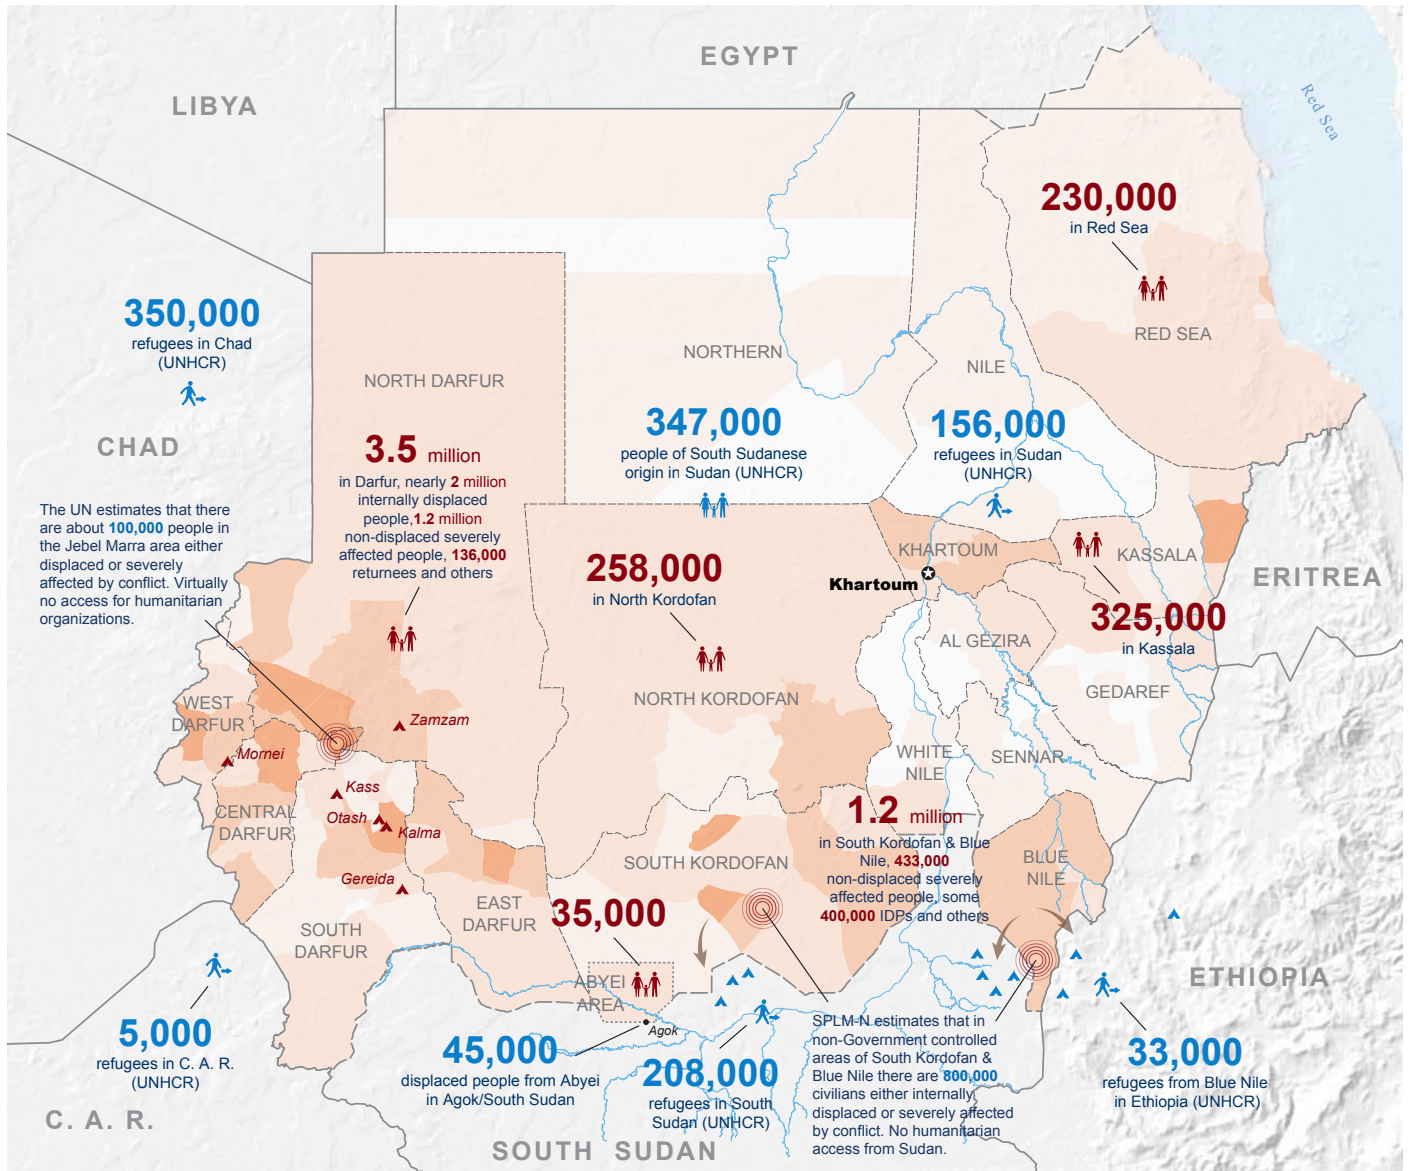 EGYPT
LIBYA
Red Sea
230,000
in Red Sea
RED SEA
350,000
refugees in Chad
(UNHCR)
CHAD
NORTHERN
NILE
NORTH DARFUR
347,000
people of South Sudanese
origin in Sudan (UNHCR)
156,000
refugees in Sudan
(UNHCR)
3.5 million
in Darfur, nearly 2 million
internally displaced
people,1.2 million
non-displaced severely
affected people, 136,000
returnees and others
The UN estimates that there
are about 100,000 people in
the Jebel Marra area either
displaced or severely
affected by conflict. Virtually
no access for humanitarian
organizations.
258,000
in North Kordofan
KHARTOUM
Khartoum
KASSALA
ERITREA
325,000
in Kassala
AL GEZIRA
GEDAREF
NORTH KORDOFAN
WEST
DARFUR
Zamzam
Mornei
Kass
Otash
Kalma
CENTRAL
DARFUR
Gereida
WHITE
NILE
SENNAR
1.2 million
in South Kordofan & Blue
Nile, 433,000
non-displaced severely
affected people, some
400,000 IDPs and others
SOUTH KORDOFAN
BLUE
NILE
EAST
DARFUR
SOUTH
DARFUR
35,000
ABYEI
AREA
Agok
ETHIOPIA
5,000
refugees in C. A. R.
(UNHCR)
45,000
displaced people from Abyei
in Agok/South Sudan
208,000
refugees in South
Sudan (UNHCR)
SPLM-N estimates that in
non-Government controlled
areas of South Kordofan &
Blue Nile there are 800,000
civilians either internally
displaced or severely affected
by conflict. No humanitarian
access from Sudan.
33,000
refugees from Blue Nile
in Ethiopia (UNHCR)
C. A. R.
SOUTH SUDAN